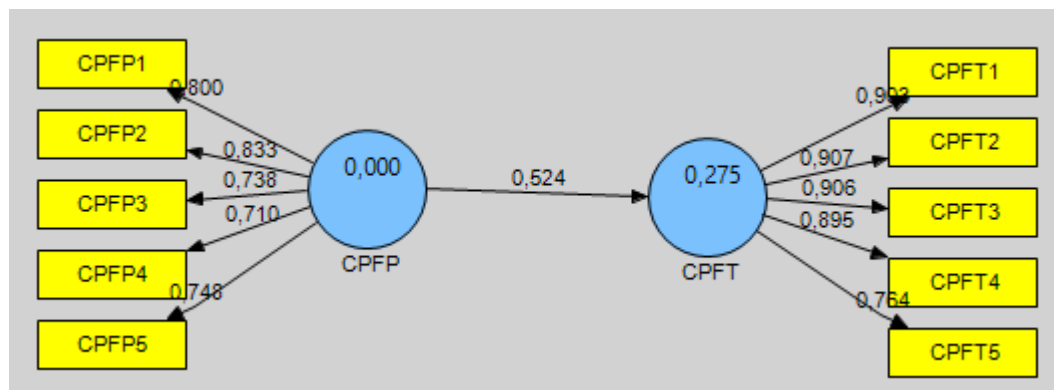 CPFP1
0,800
CPFP2
0,833
CPFP3
0,738
0,710
CPFP4
0,748
CPFP5
0,000
CPFP
0,524
0,275
CPFT
CPFT1
0,903
CPFT2
0,907
0,906
CPFT3
0,895
CPFT4
0,764
CPFT5